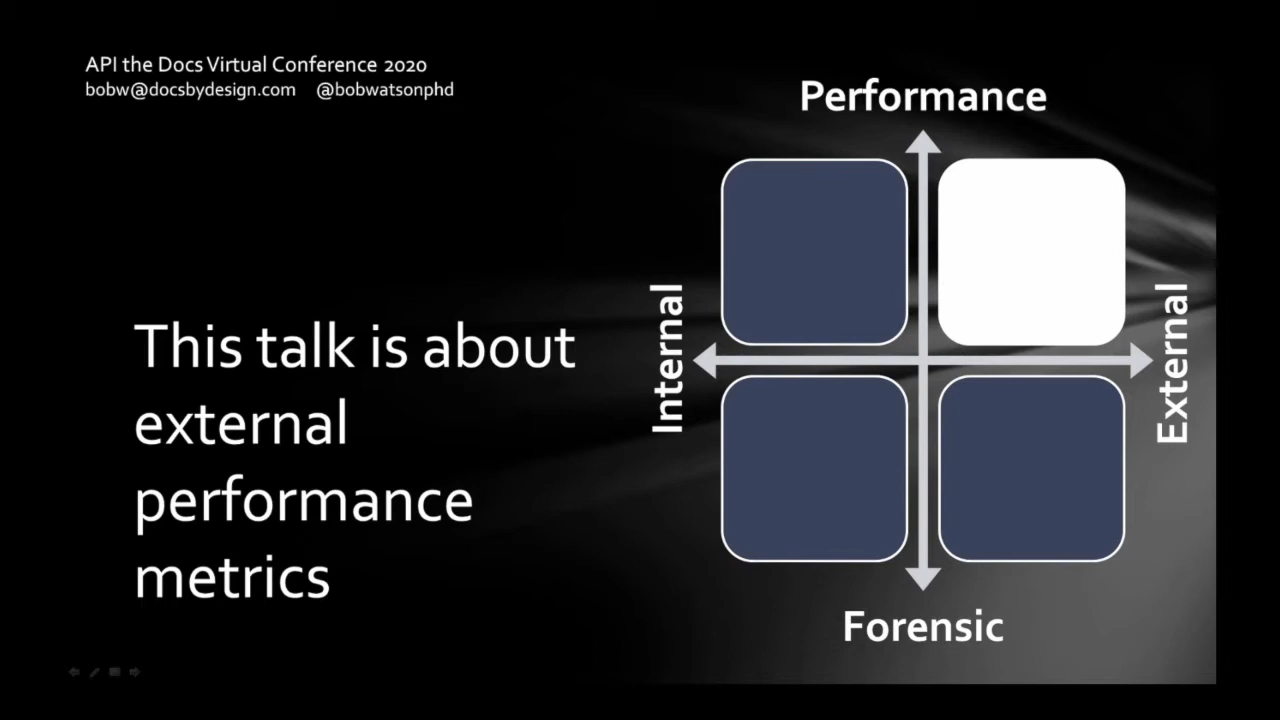 API the Docs Virtual Conference 2020
bobw@docsbydesign.com @bobwatsonphd
This talk is about
external
performance
metrics
Performance
Internal
External
Forensic